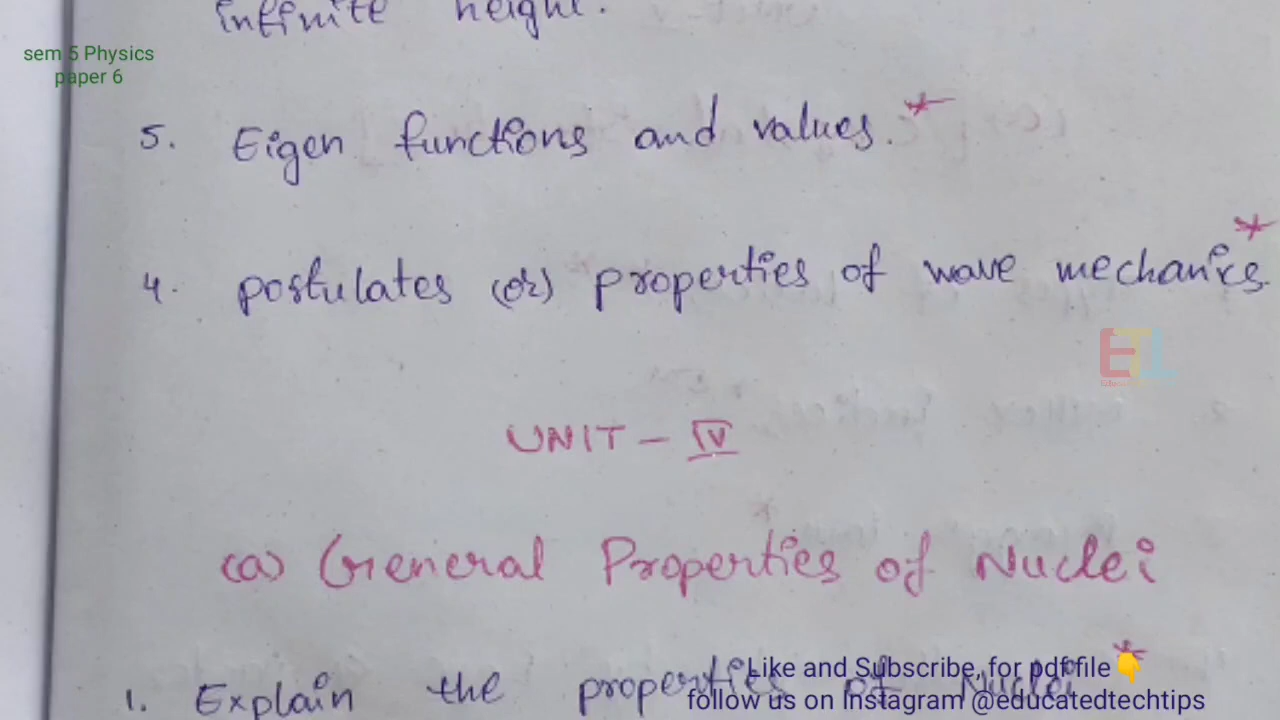 infinite height.
sem 5 Physics
paper 6
5. Eigen functions and values.*
4. postulates (or) properties of wave mechanics *
UNIT - IV
(a) General Properties of Nuclei
1. Explain the properties of Nuclei *
Like and Subscribe, for pdf file👇
follow us on Instagram @educatedtechtips
ETL